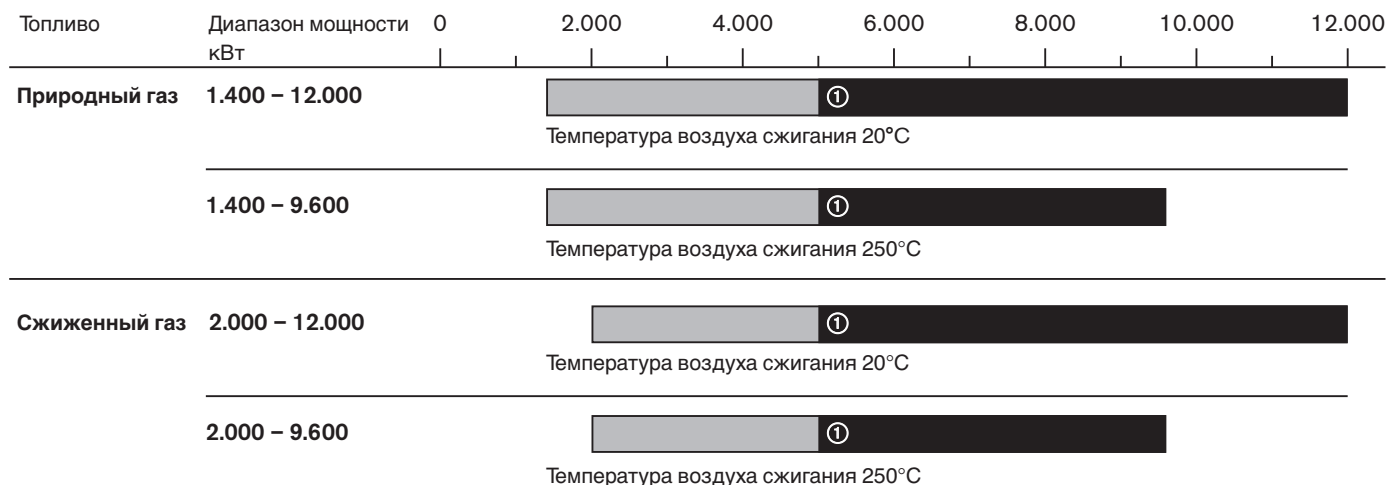 Топливо Диапазон мощности 0 2.000 4.000 6.000 8.000 10.000 12.000
кВт
Природный газ 1.400 – 12.000 ①
Температура воздуха сжигания 20°C
1.400 – 9.600 ①
Температура воздуха сжигания 250°C
Сжиженный газ 2.000 – 12.000 ①
Температура воздуха сжигания 20°C
2.000 – 9.600 ①
Температура воздуха сжигания 250°C